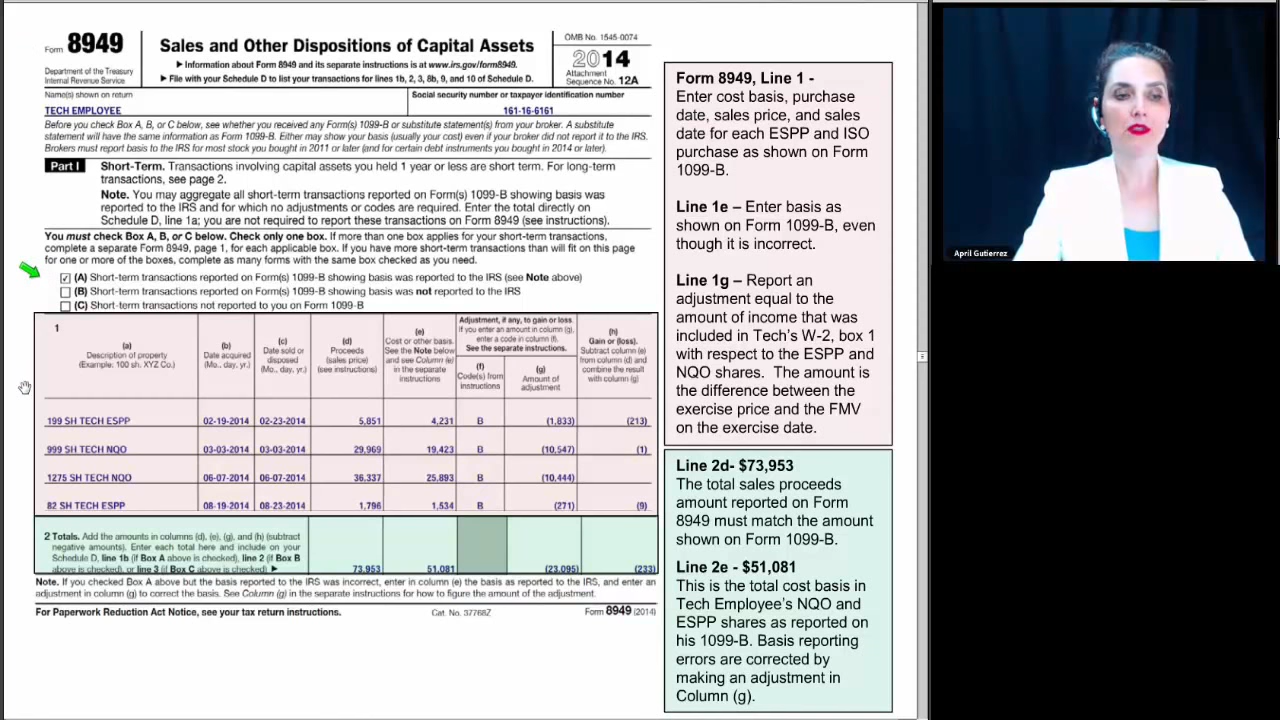 Form 8949
Department of the Treasury
Internal Revenue Service
Sales and Other Dispositions of Capital Assets
▶ Information about Form 8949 and its separate instructions is at www.irs.gov/form8949.
▶ File with your Schedule D to list your transactions for lines 1b, 2, 3, 8b, 9, and 10 of Schedule D.
OMB No. 1545-0074
2014
Attachment
Sequence No. 12A
Name(s) shown on return
TECH EMPLOYEE
Social security number or taxpayer identification number
161-16-6161
Before you check Box A, B, or C below, see whether you received any Form(s) 1099-B or substitute statement(s) from your broker. A substitute
statement will have the same information as Form 1099-B. Either may show your basis (usually your cost) even if your broker did not report it to the IRS.
Brokers must report basis to the IRS for most stock you bought in 2011 or later (and for certain debt instruments you bought in 2014 or later).
Part I Short-Term. Transactions involving capital assets you held 1 year or less are short term. For long-term
transactions, see page 2.
Note. You may aggregate all short-term transactions reported on Form(s) 1099-B showing basis was
reported to the IRS and for which no adjustments or codes are required. Enter the total directly on
Schedule D, line 1a; you are not required to report these transactions on Form 8949 (see instructions).
You must check Box A, B, or C below. Check only one box. If more than one box applies for your short-term transactions,
complete a separate Form 8949, page 1, for each applicable box. If you have more short-term transactions than will fit on this page
for one or more of the boxes, complete as many forms with the same box checked as you need.
(A) Short-term transactions reported on Form(s) 1099-B showing basis was reported to the IRS (see Note above)
(B) Short-term transactions reported on Form(s) 1099-B showing basis was not reported to the IRS
(C) Short-term transactions not reported to you on Form 1099-B
1
(a)
Description of property
(Example: 100 sh. XYZ Co.)
(b)
Date acquired
(Mo., day, yr.)
(c)
Date sold or
disposed
(Mo., day, yr.)
(d)
Proceeds
(sales price)
(see instructions)
(e)
Cost or other basis.
See the Note below
and see Column (e)
in the separate
instructions
Adjustment, if any, to gain or loss.
If you enter an amount in column (g),
enter a code in column (f).
See the separate instructions.
(f)
Code(s) from
instructions
(g)
Amount of
adjustment
(h)
Gain or (loss).
Subtract column (e)
from column (d) and
combine the result
with column (g)
199 SH TECH ESPP 02-19-2014 02-23-2014 5,851 4,231 B (1,833) (213)
999 SH TECH NQO 03-03-2014 03-03-2014 29,969 19,423 B (10,547) (1)
1275 SH TECH NQO 06-07-2014 06-07-2014 36,337 25,893 B (10,444)
82 SH TECH ESPP 08-19-2014 08-23-2014 1,796 1,534 B (271) (9)
2 Totals. Add the amounts in columns (d), (e), (g), and (h) (subtract
negative amounts). Enter each total here and include on your
Schedule D, line 1b (if Box A above is checked), line 2 (if Box B
above is checked), or line 3 (if Box C above is checked) ▶ 73,953 51,081 (23,095) (233)
Note. If you checked Box A above but the basis reported to the IRS was incorrect, enter in column (e) the basis as reported to the IRS, and enter an
adjustment in column (g) to correct the basis. See Column (g) in the separate instructions for how to figure the amount of the adjustment.
For Paperwork Reduction Act Notice, see your tax return instructions. Cat. No. 37768Z Form 8949 (2014)
Form 8949, Line 1 -
Enter cost basis, purchase
date, sales price, and sales
date for each ESPP and ISO
purchase as shown on Form
1099-B.
Line 1e – Enter basis as
shown on Form 1099-B, even
though it is incorrect.
Line 1g – Report an
adjustment equal to the
amount of income that was
included in Tech's W-2, box 1
with respect to the ESPP and
NQO shares. The amount is
the difference between the
exercise price and the FMV
on the exercise date.
Line 2d- $73,953
The total sales proceeds
amount reported on Form
8949 must match the amount
shown on Form 1099-B.
Line 2e - $51,081
This is the total cost basis in
Tech Employee's NQO and
ESPP shares as reported on
his 1099-B. Basis reporting
errors are corrected by
making an adjustment in
Column (g).
April Gutierrez